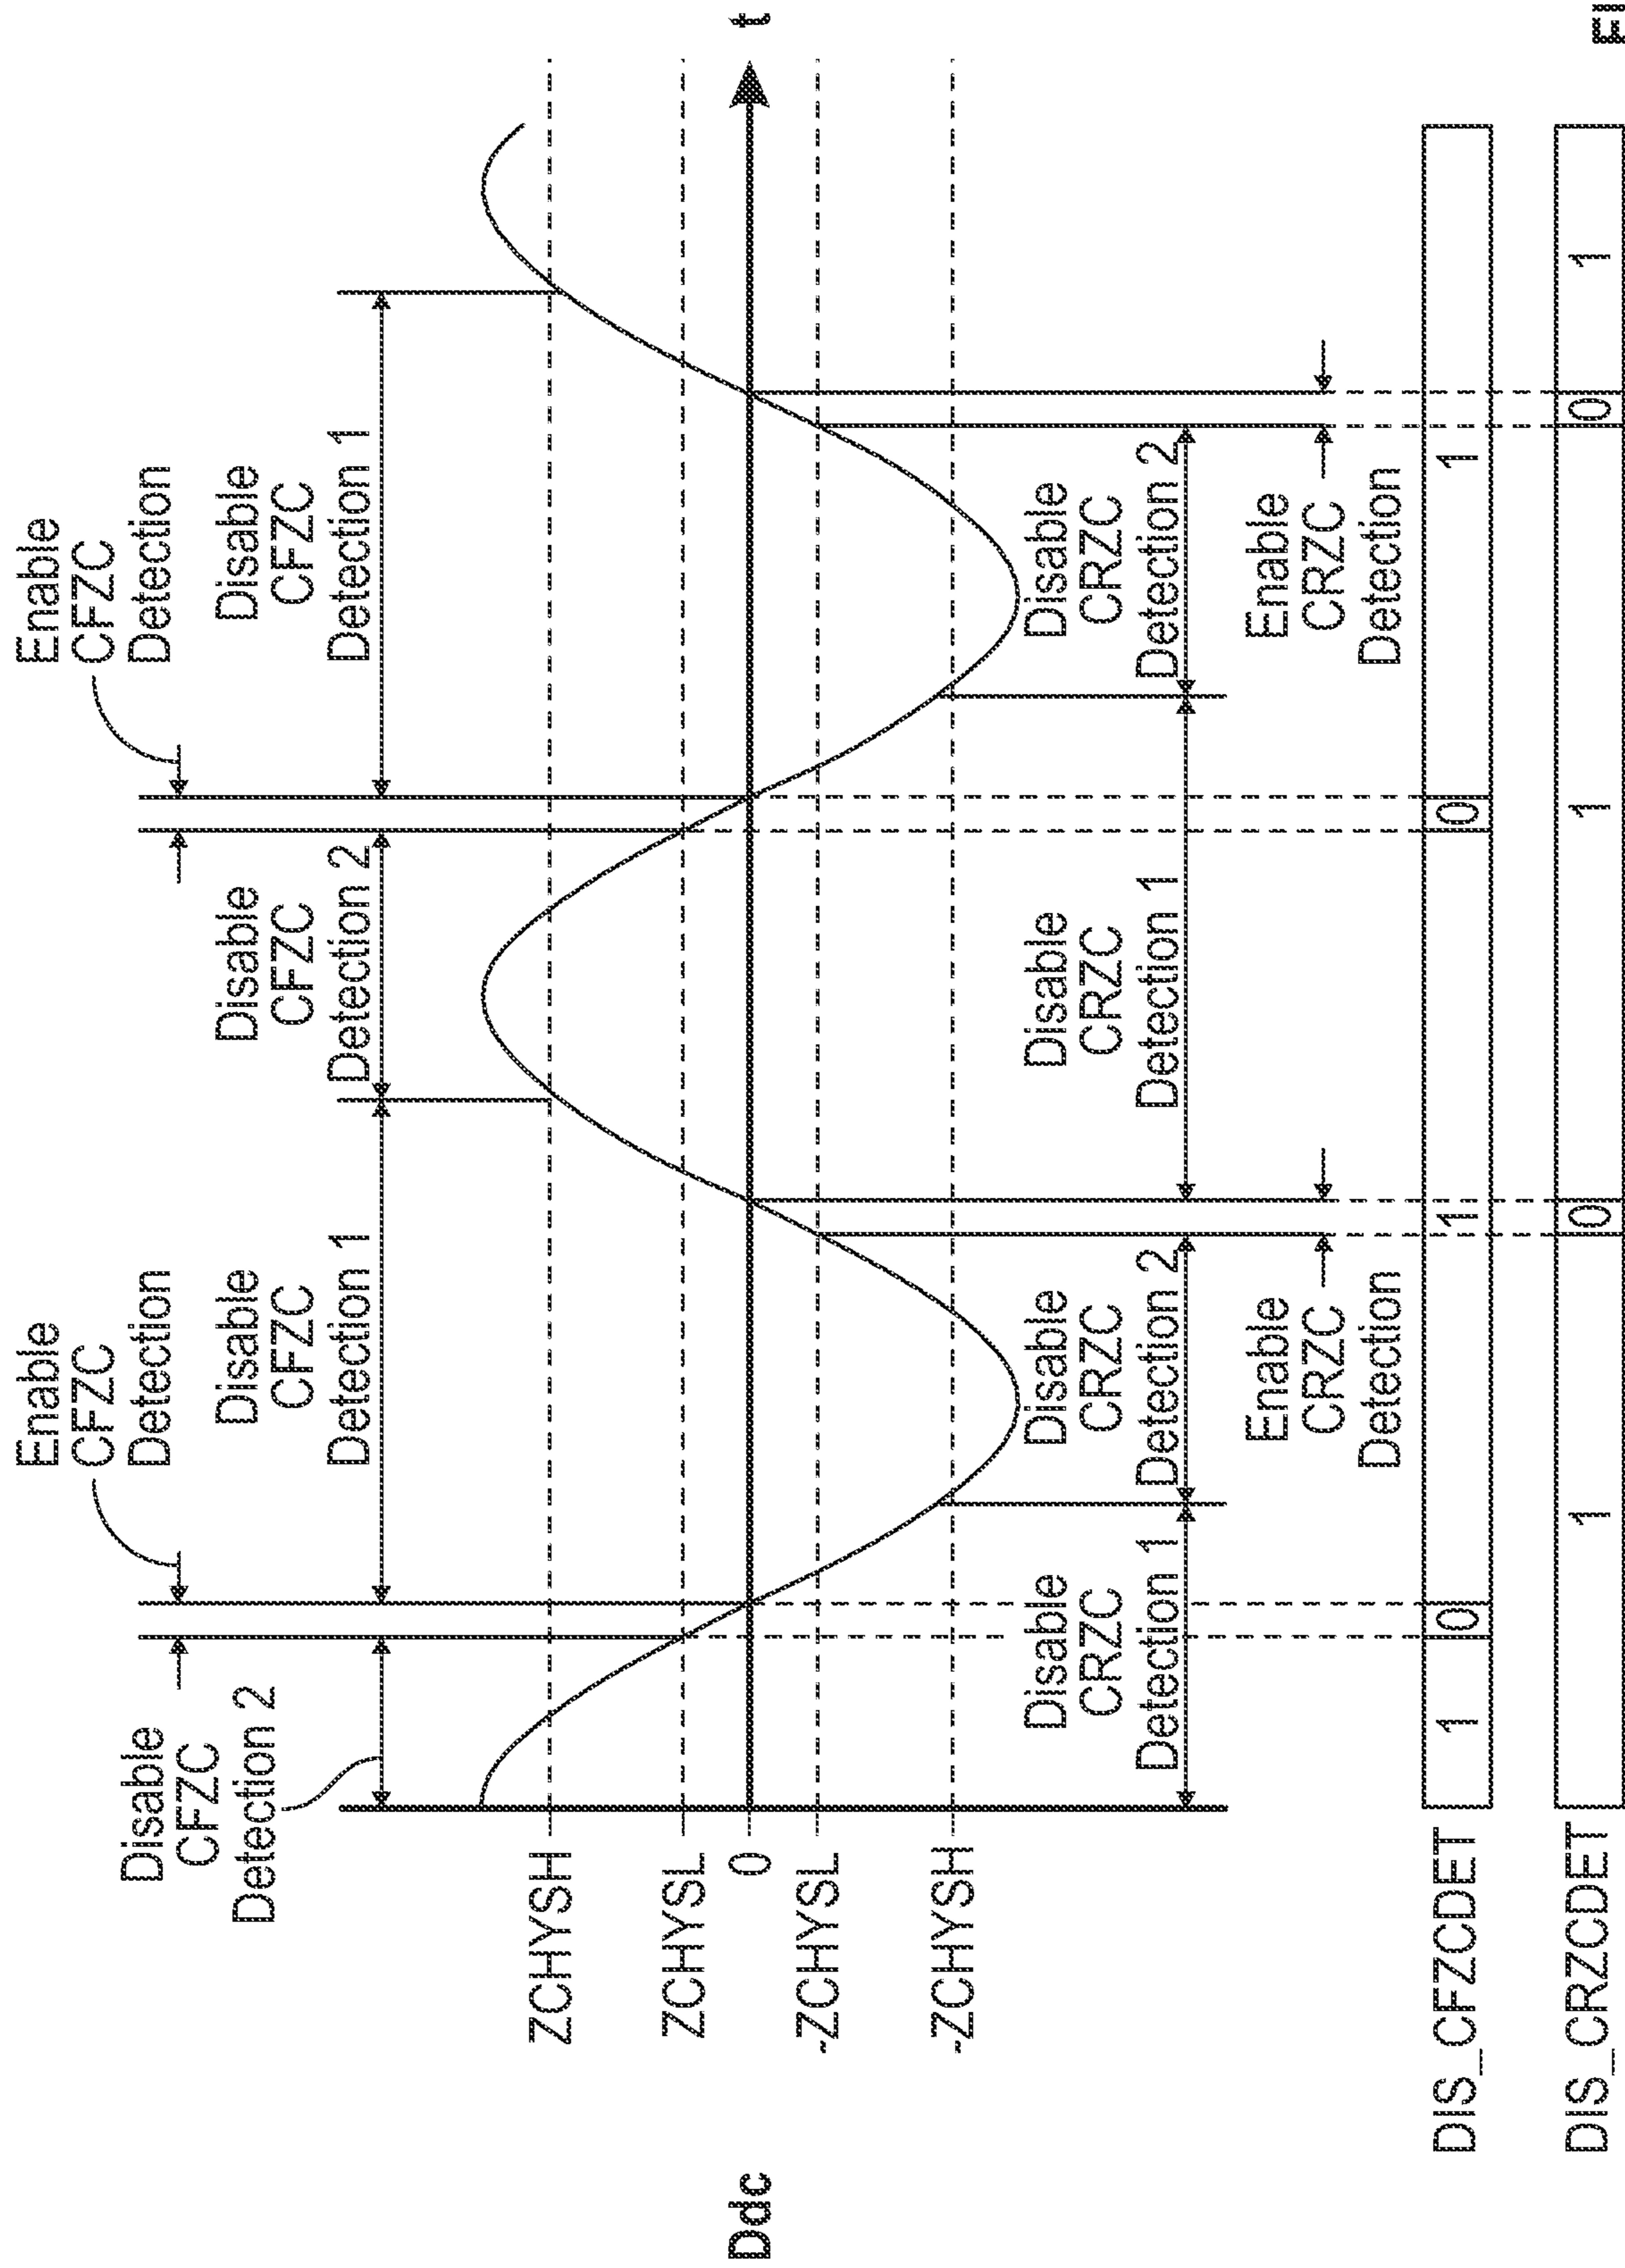 Enable
CFZC
Detection
Enable
CFZC
Detection
Disable
CFZC
Detection 2
Disable
CFZC
Detection 1
Disable
CFZC
Detection 2
Disable
CFZC
Detection 1
ZCHYSH
ZCHYSL
Ddc
0
t
-ZCHYSL
-ZCHYSH
Disable
CRZC
Detection 1
Disable
CRZC
Detection 2
Disable
CRZC
Detection 1
Disable
CRZC
Detection 2
Enable
CRZC
Detection
Enable
CRZC
Detection
DIS_CFZCDET
1 0 1 0 1
DIS_CRZCDET
1 0 1 0 1